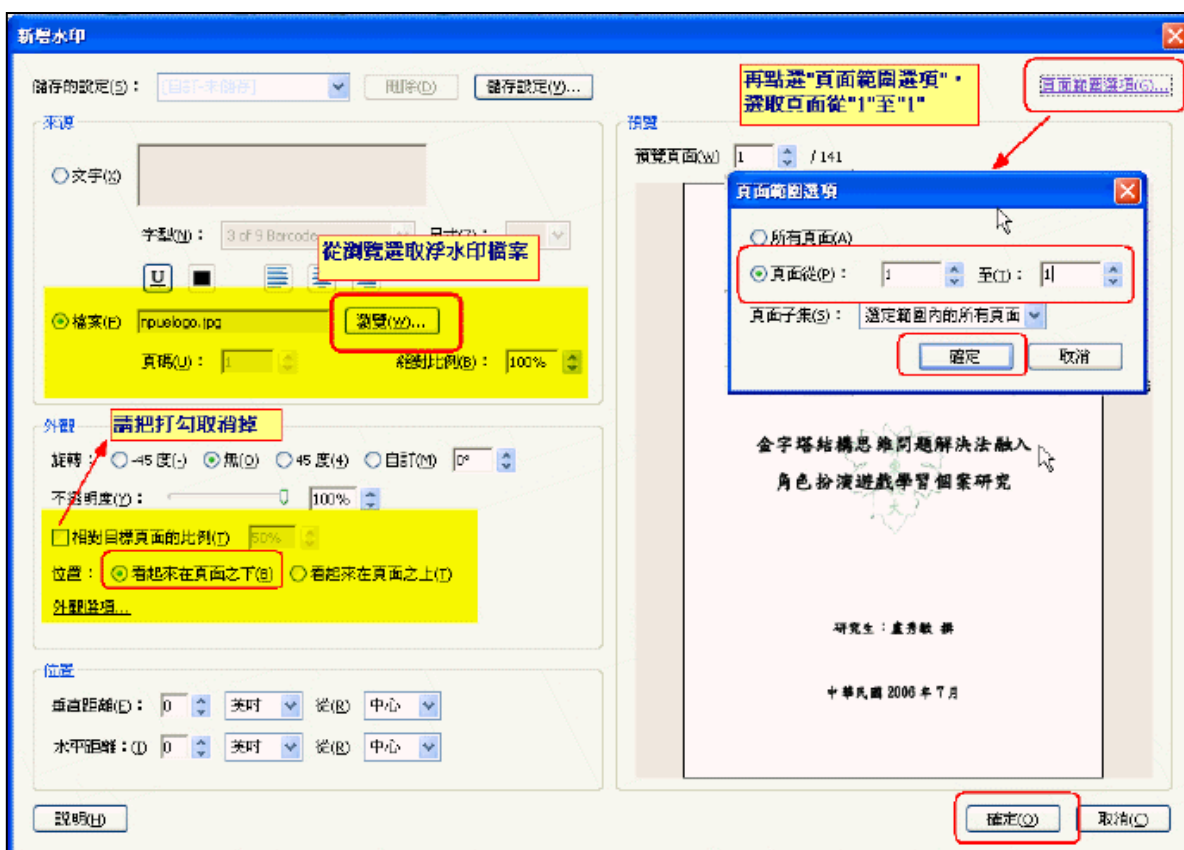 新增水印
儲存的設定(S)： [自訂-未儲存] 刪除(D) 儲存設定(V)...
再點選"頁面範圍選項"，
選取頁面從"1"至"1"
頁面範圍選項(G)...
來源
文字(X)
字型(N)： 3 of 9 Barcode
從瀏覽選取浮水印檔案
U
檔案(F) npuelogo.jpg 瀏覽(W)...
頁碼(U)： 1 絕對比例(B)： 100%
外觀
請把打勾取消掉
旋轉： -45 度(-) 無(O) 45 度(4) 自訂(M) 0°
不透明度(Y)： 100%
相對目標頁面的比例(T) 50%
位置： 看起來在頁面之下(B) 看起來在頁面之上(T)
外觀選項...
位置
垂直距離(E)： 0 英吋 從(R) 中心
水平距離：(I) 0 英吋 從(R) 中心
說明(H)
預覽
預覽頁面(W) 1 / 141
頁面範圍選項
所有頁面(A)
頁面從(P)： 1 至(T)： 1
頁面子集(S)： 選定範圍內的所有頁面
確定 取消
金字塔結構思維問題解決法融入
角色扮演遊戲學習個案研究
研究生：盧秀敏 撰
中華民國 2006 年 7 月
確定(O) 取消(C)